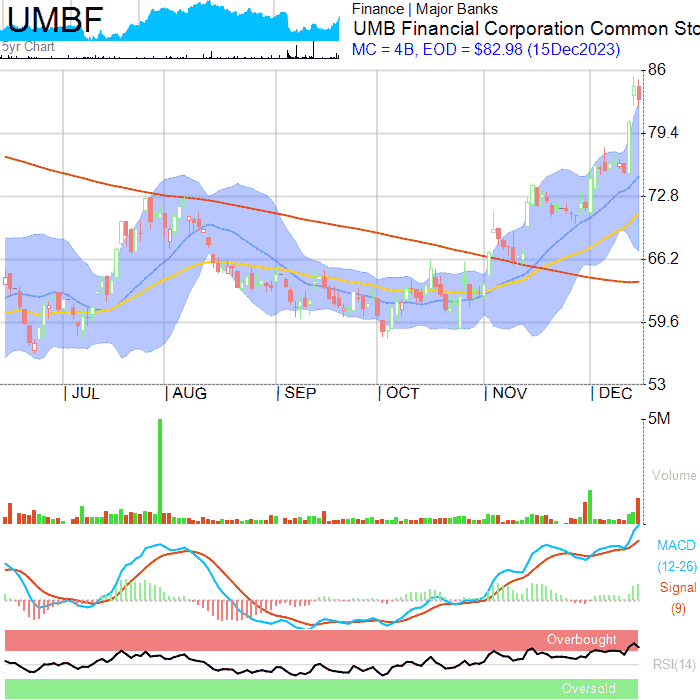 UMBF
5yr Chart
Finance | Major Banks
UMB Financial Corporation Common Sto
MC = 4B, EOD = $82.98 (15Dec2023)
86
79.4
72.8
66.2
59.6
53
| JUL | AUG | SEP | OCT | NOV | DEC
5M
Volume
MACD
(12-26)
Signal
(9)
Overbought
RSI(14)
Oversold